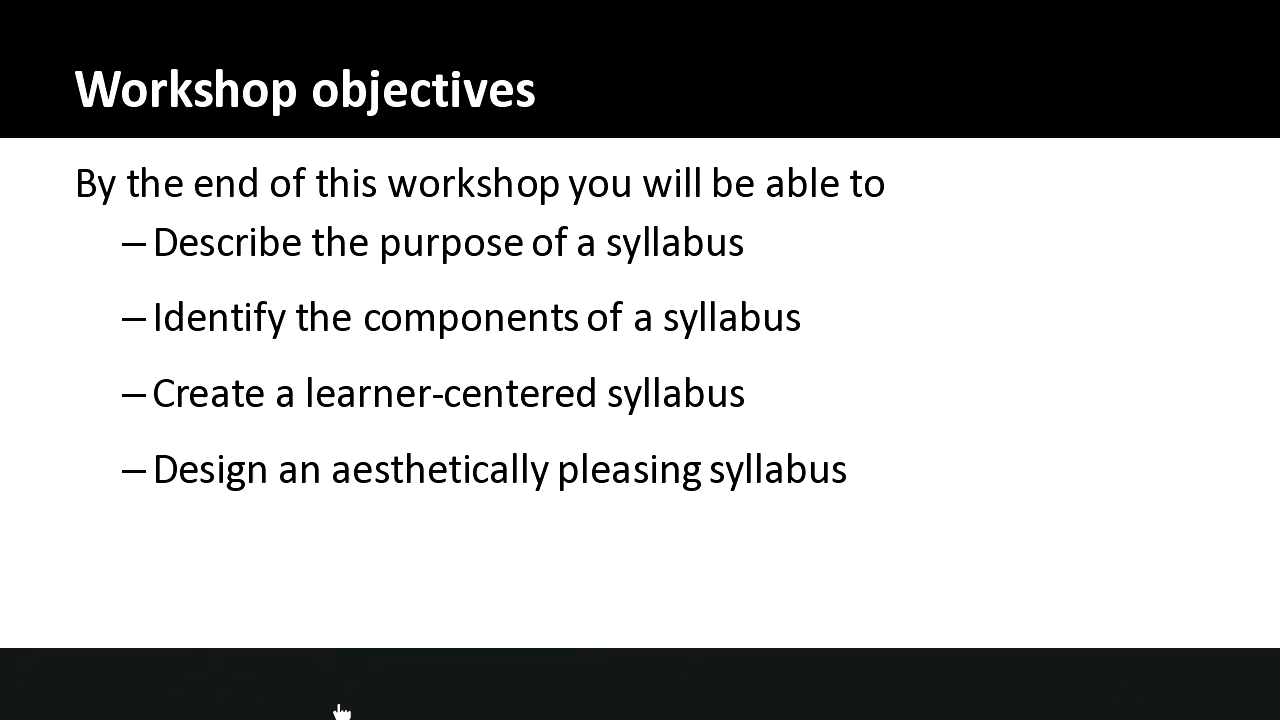 Workshop objectives
By the end of this workshop you will be able to
– Describe the purpose of a syllabus
– Identify the components of a syllabus
– Create a learner-centered syllabus
– Design an aesthetically pleasing syllabus